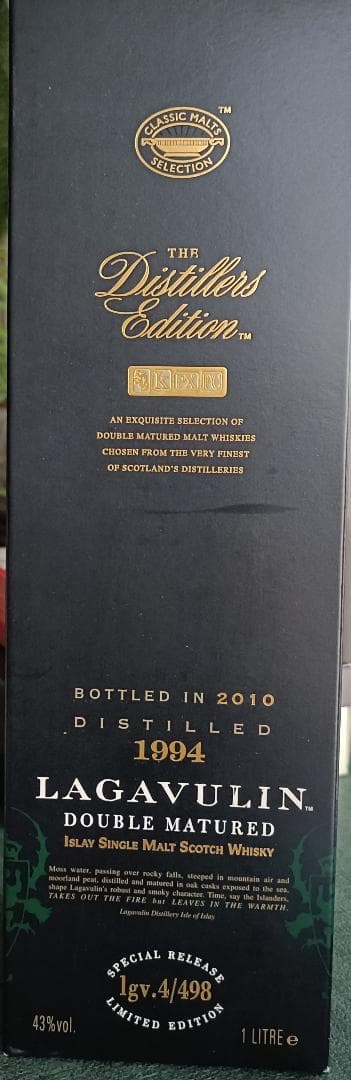 CLASSIC MALTS
SELECTION
TM
THE
Distillers
Edition TM
AN EXQUISITE SELECTION OF
DOUBLE MATURED MALT WHISKIES
CHOSEN FROM THE VERY FINEST
OF SCOTLAND'S DISTILLERIES
BOTTLED IN 2010
DISTILLED
1994
LAGAVULIN TM
DOUBLE MATURED
ISLAY SINGLE MALT SCOTCH WHISKY
Moss water, passing over rocky falls, steeped in mountain air and
moorland peat, distilled and matured in oak casks exposed to the sea,
shape Lagavulin's robust and smoky character. Time, say the Islanders,
TAKES OUT THE FIRE but LEAVES IN THE WARMTH.
Lagavulin Distillery Isle of Islay
SPECIAL RELEASE
lgv.4/498
LIMITED EDITION
43%vol.
1 LITRE e